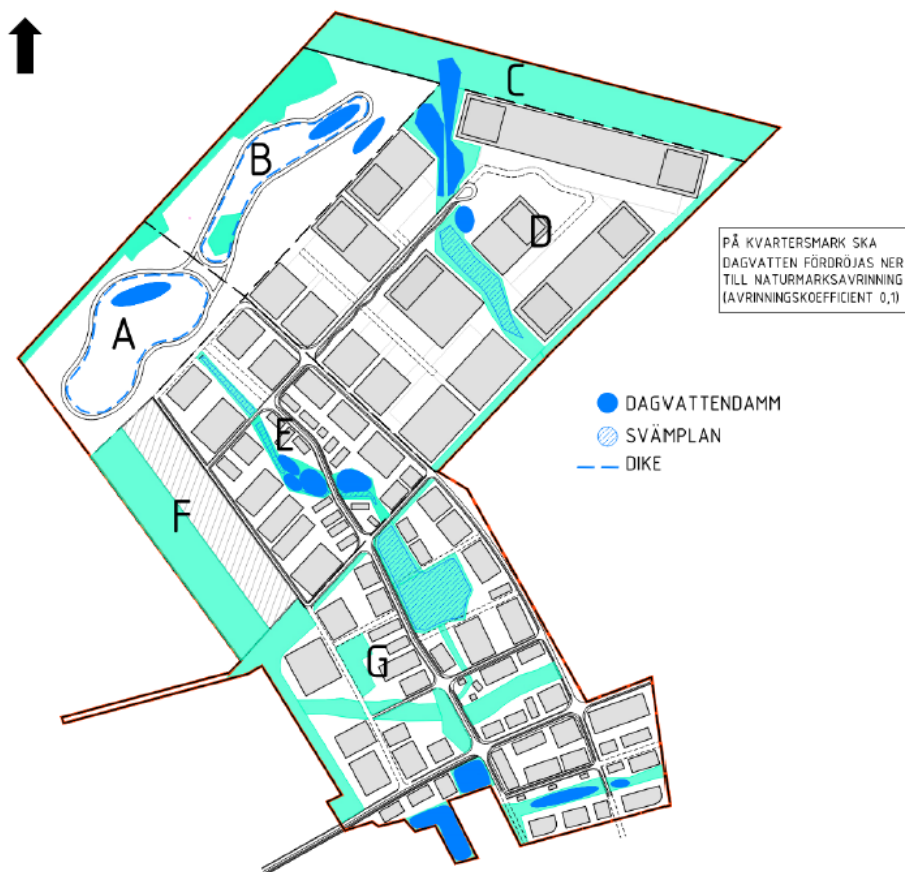 C
B
D
PÅ KVARTERSMARK SKA
DAGVATTEN FÖRDRÖJAS NER
TILL NATURMARKSAVRINNING
(AVRINNINGSKOEFFICIENT 0,1)
A
DAGVATTENDAMM
SVÄMPLAN
DIKE
E
F
G